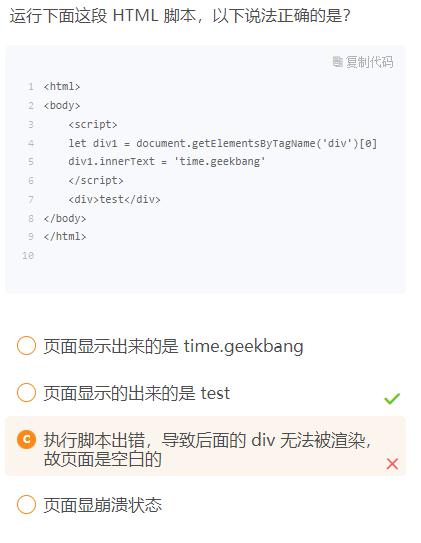 运行下面这段 HTML 脚本，以下说法正确的是？
复制代码
1 <html>
2 <body>
3 <script>
4 let div1 = document.getElementsByTagName('div')[0]
5 div1.innerText = 'time.geekbang'
6 </script>
7 <div>test</div>
8 </body>
9 </html>
10
页面显示出来的是 time.geekbang
页面显示的出来的是 test
C 执行脚本出错，导致后面的 div 无法被渲染，
故页面是空白的
页面显崩溃状态